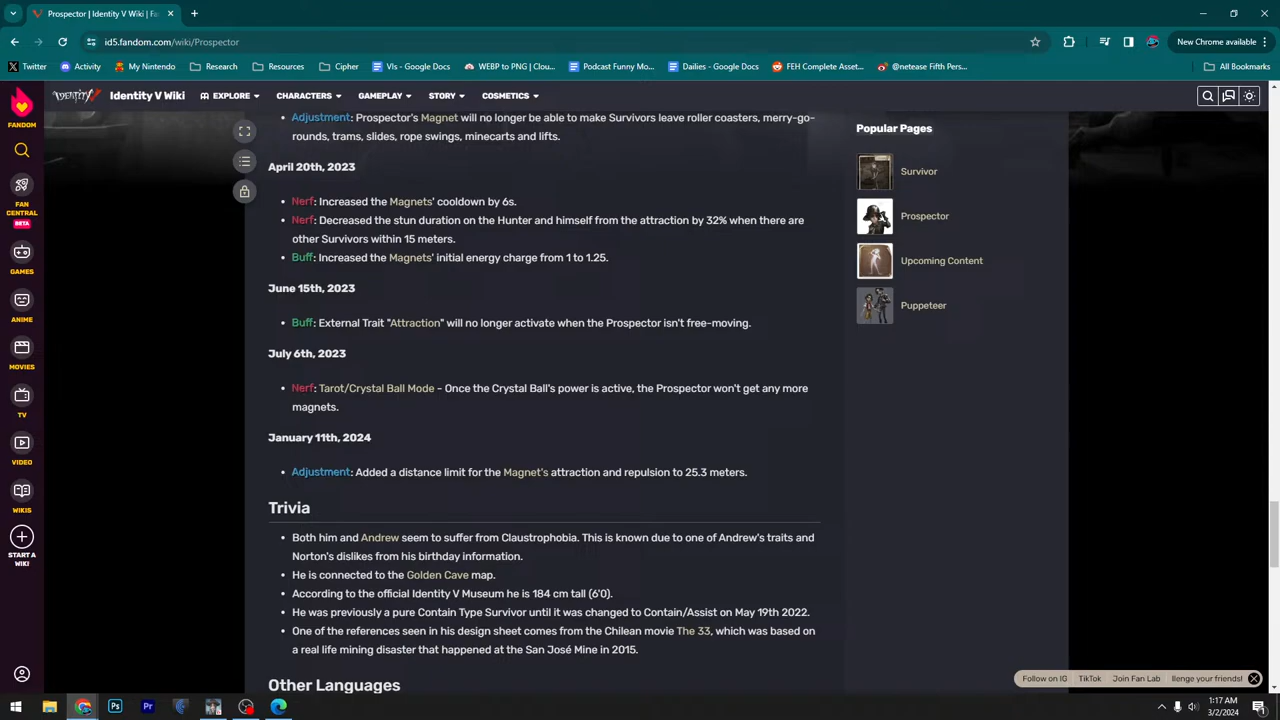 Prospector | Identity V Wiki | Fa
id5.fandom.com/wiki/Prospector
New Chrome available
Twitter
Activity
My Nintendo
Research
Resources
Cipher
VIs - Google Docs
WEBP to PNG | Clou...
Podcast Funny Mo...
Dailies - Google Docs
FEH Complete Asset...
@netease Fifth Pers...
All Bookmarks
IDENTITY V
Identity V Wiki
EXPLORE
CHARACTERS
GAMEPLAY
STORY
COSMETICS
FANDOM
FAN CENTRAL
BETA
GAMES
ANIME
MOVIES
TV
VIDEO
WIKIS
START A WIKI
Adjustment: Prospector's Magnet will no longer be able to make Survivors leave roller coasters, merry-go-
rounds, trams, slides, rope swings, minecarts and lifts.
April 20th, 2023
Nerf: Increased the Magnets' cooldown by 6s.
Nerf: Decreased the stun duration on the Hunter and himself from the attraction by 32% when there are
other Survivors within 15 meters.
Buff: Increased the Magnets' initial energy charge from 1 to 1.25.
June 15th, 2023
Buff: External Trait "Attraction" will no longer activate when the Prospector isn't free-moving.
July 6th, 2023
Nerf: Tarot/Crystal Ball Mode - Once the Crystal Ball's power is active, the Prospector won't get any more
magnets.
January 11th, 2024
Adjustment: Added a distance limit for the Magnet's attraction and repulsion to 25.3 meters.
Trivia
Both him and Andrew seem to suffer from Claustrophobia. This is known due to one of Andrew's traits and
Norton's dislikes from his birthday information.
He is connected to the Golden Cave map.
According to the official Identity V Museum he is 184 cm tall (6'0).
He was previously a pure Contain Type Survivor until it was changed to Contain/Assist on May 19th 2022.
One of the references seen in his design sheet comes from the Chilean movie The 33, which was based on
a real life mining disaster that happened at the San José Mine in 2015.
Other Languages
Popular Pages
Survivor
Prospector
Upcoming Content
Puppeteer
Follow on IG
TikTok
Join Fan Lab
llenge your friends!
1:17 AM
3/2/2024